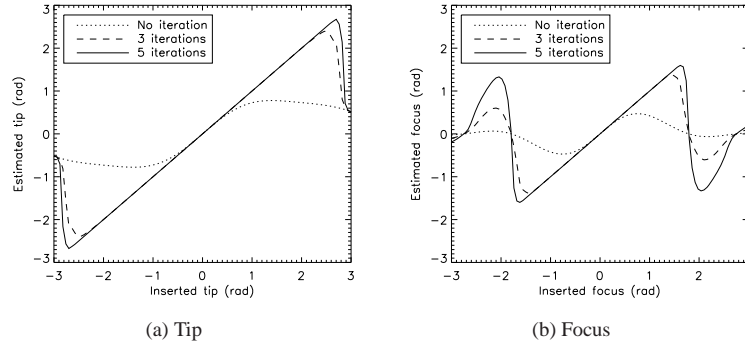 No iteration
3 iterations
5 iterations
Estimated tip (rad)
3
2
1
0
-1
-2
-3
-3 -2 -1 0 1 2 3
Inserted tip (rad)
(a) Tip
No iteration
3 iterations
5 iterations
Estimated focus (rad)
3
2
1
0
-1
-2
-3
-3 -2 -1 0 1 2
Inserted focus (rad)
(b) Focus